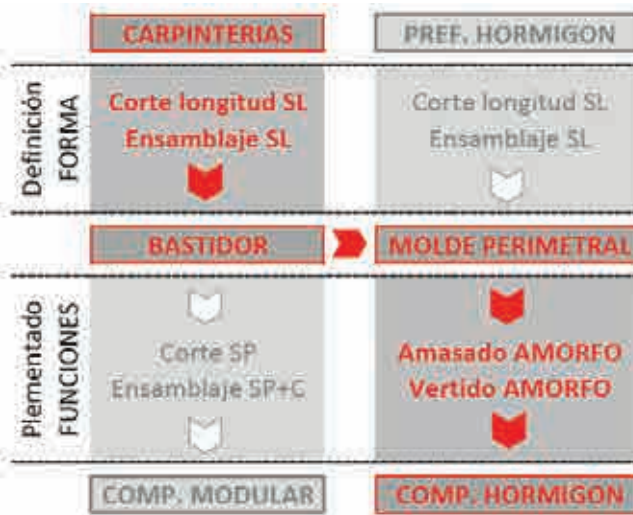 CARPINTERIAS
PREF. HORMIGON
Definición
FORMA
Corte longitud SL
Ensamblaje SL
Corte longitud SL
Ensamblaje SL
BASTIDOR
MOLDE PERIMETRAL
Plementado
FUNCIONES
Corte SP
Ensamblaje SP+C
Amasado AMORFO
Vertido AMORFO
COMP. MODULAR
COMP. HORMIGON